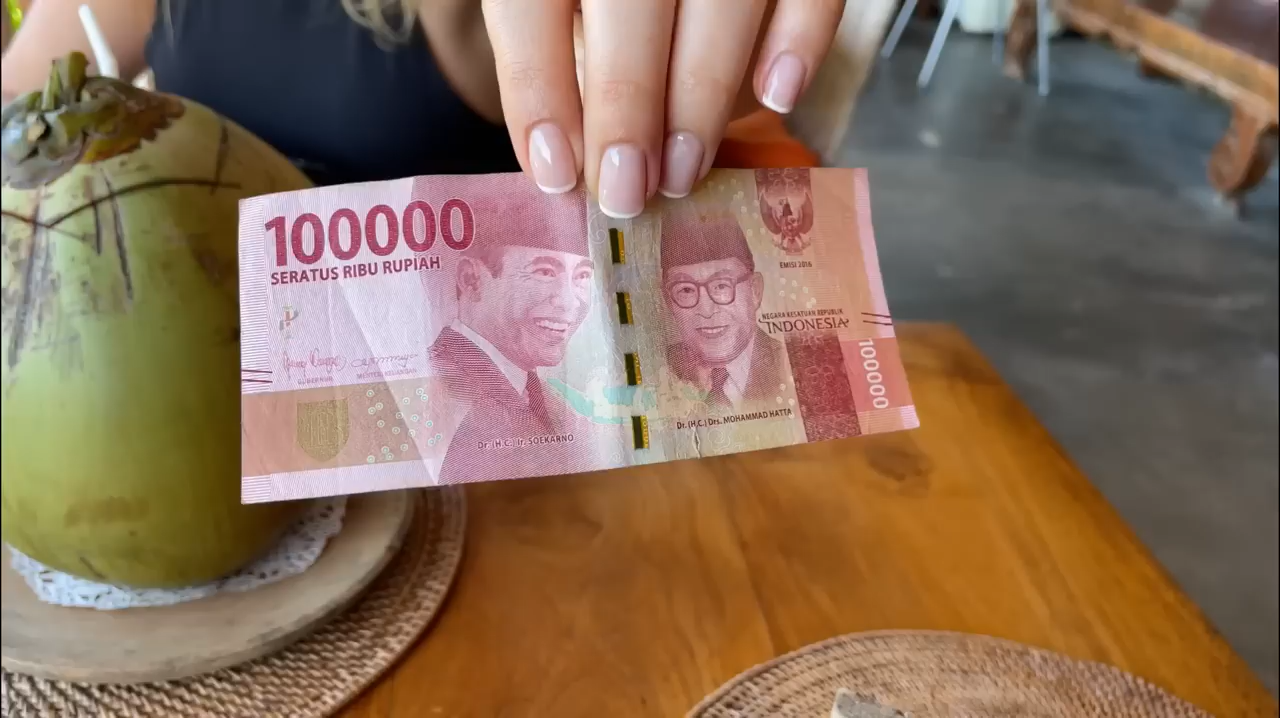 100000
SERATUS RIBU RUPIAH
GUBERNUR
MENTERI KEUANGAN
Dr. (H.C.) Ir. SOEKARNO
EMISI 2016
NEGARA KESATUAN REPUBLIK
INDONESIA
Dr. (H.C.) Drs. MOHAMMAD HATTA
100000